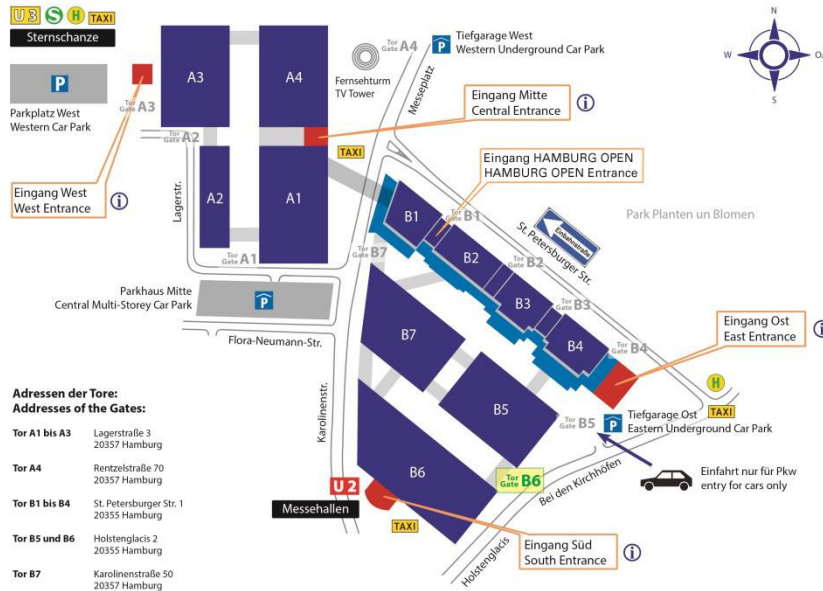 U3 S H TAXI
Sternschanze
P
Parkplatz West
Western Car Park
Tor
Gate A3
A3
A4
Fernsehturm
TV Tower
Tor
Gate A4
P
Tiefgarage West
Western Underground Car Park
Messeplatz
N
W
S
Eingang Mitte
Central Entrance
i
Tor
Gate A2
TAXI
Eingang HAMBURG OPEN
HAMBURG OPEN Entrance
Eingang West
West Entrance
i
Lagerstr.
A2
A1
B1
Tor
Gate B1
Einbahnstraße
St. Petersburger Str.
Park Planten un Blomen
Tor
Gate A1
Tor
Gate B7
B2
Tor
Gate B2
Parkhaus Mitte
Central Multi-Storey Car Park
P
B3
Tor
Gate B3
Flora-Neumann-Str.
B7
B4
Tor
Gate B4
Eingang Ost
East Entrance
i
H
TAXI
Karolinenstr.
B5
Tor
Gate B5
P
Tiefgarage Ost
Eastern Underground Car Park
B6
Tor
Gate B6
Bei den Kirchhöfen
Einfahrt nur für Pkw
entry for cars only
U2
Messehallen
TAXI
Holstenglacis
Eingang Süd
South Entrance
i
Adressen der Tore:
Addresses of the Gates:
Tor A1 bis A3 Lagerstraße 3
20357 Hamburg
Tor A4 Rentzelstraße 70
20357 Hamburg
Tor B1 bis B4 St. Petersburger Str. 1
20355 Hamburg
Tor B5 und B6 Holstenglacis 2
20355 Hamburg
Tor B7 Karolinenstraße 50
20357 Hamburg